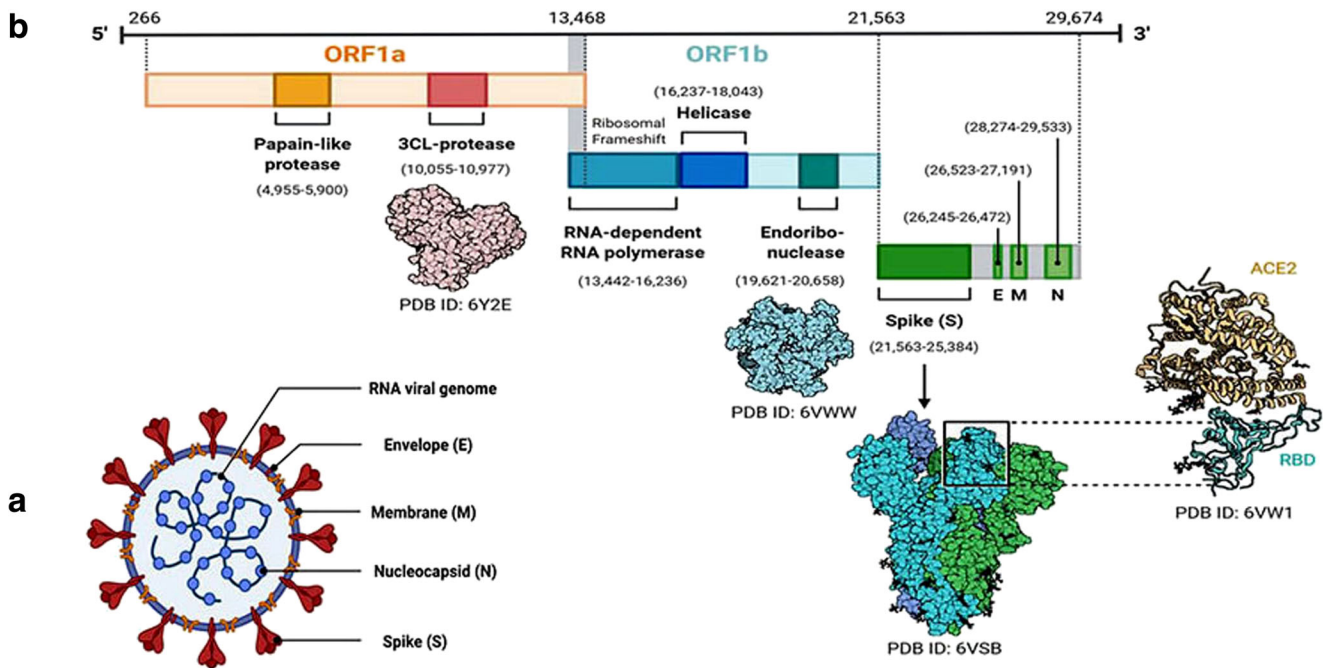 b
266
13,468
21,563
29,674
5'
3'
ORF1a
ORF1b
(16,237-18,043)
Helicase
Ribosomal
Frameshift
Papain-like
protease
(4,955-5,900)
3CL-protease
(10,055-10,977)
PDB ID: 6Y2E
RNA-dependent
RNA polymerase
(13,442-16,236)
Endoribo-
nuclease
(19,621-20,658)
PDB ID: 6VWW
(28,274-29,533)
(26,523-27,191)
(26,245-26,472)
E M N
Spike (S)
(21,563-25,384)
PDB ID: 6VSB
ACE2
RBD
PDB ID: 6VW1
a
RNA viral genome
Envelope (E)
Membrane (M)
Nucleocapsid (N)
Spike (S)